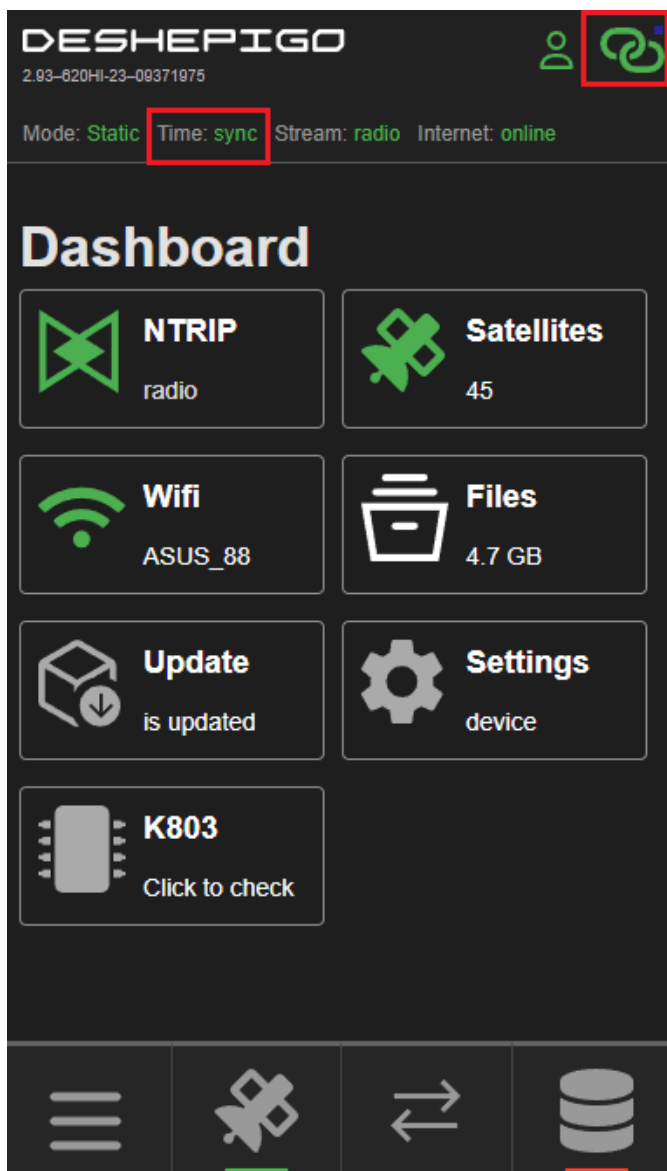 DESHEPIGO
2.93–620HI-23–09371975
Mode: Static Time: sync Stream: radio Internet: online
Dashboard
NTRIP
radio
Satellites
45
Wifi
ASUS_88
Files
4.7 GB
Update
is updated
Settings
device
K803
Click to check